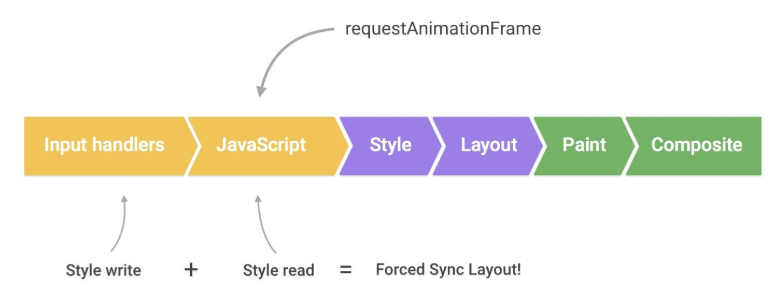 requestAnimationFrame
Input handlers JavaScript Style Layout Paint Composite
Style write + Style read = Forced Sync Layout!